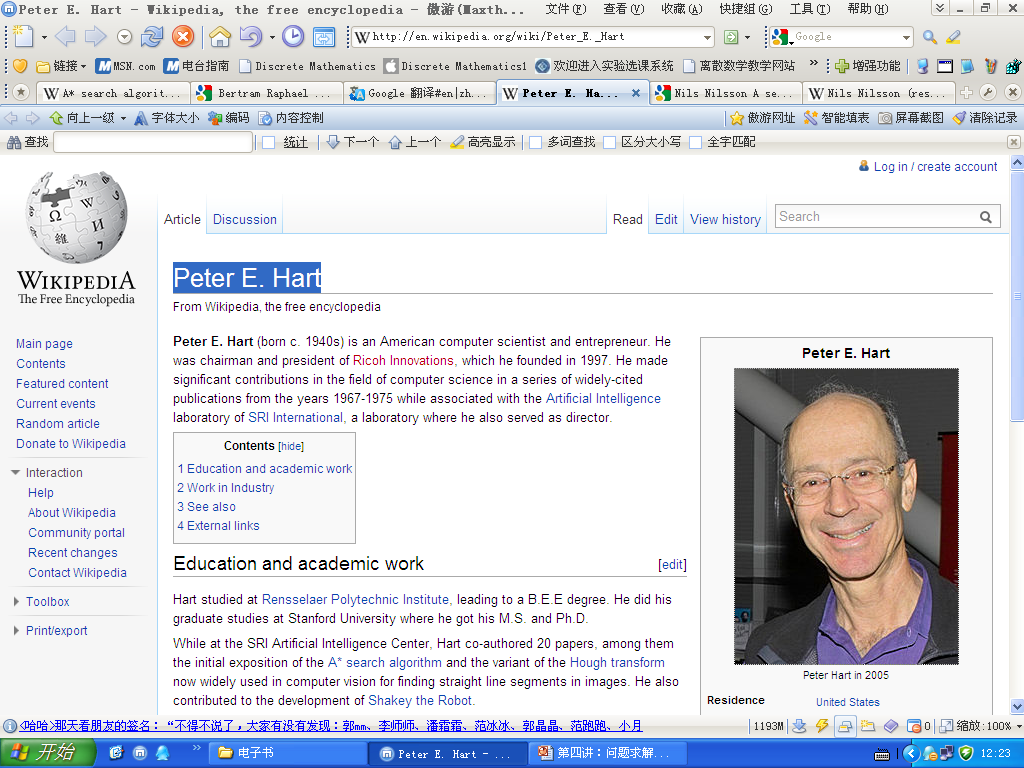 Peter E. Hart - Wikipedia, the free encyclopedia - 傲游(Maxth...
文件(F) 查看(V) 收藏(A) 快捷组(G) 工具(T) 帮助(H)
http://en.wikipedia.org/wiki/Peter_E._Hart
Google
链接 MSN.com 电台指南 Discrete Mathematics Discrete Mathematics1 欢迎进入实验选课系统 离散数学教学网站 » 增强功能
A* search algorit... Bertram Raphael ... Google 翻译#en|zh... Peter E. Ha... Nils Nilsson A se... Nils Nilsson (res...
向上一级 字体大小 编码 内容控制 傲游网址 智能填表 屏幕截图 清除记录
查找 统计 下一个 上一个 高亮显示 多词查找 区分大小写 全字匹配
Log in / create account
Article Discussion Read Edit View history Search
WIKIPEDIA
The Free Encyclopedia
Main page
Contents
Featured content
Current events
Random article
Donate to Wikipedia
Interaction
Help
About Wikipedia
Community portal
Recent changes
Contact Wikipedia
Toolbox
Print/export
Peter E. Hart
From Wikipedia, the free encyclopedia
Peter E. Hart (born c. 1940s) is an American computer scientist and entrepreneur. He
was chairman and president of Ricoh Innovations, which he founded in 1997. He made
significant contributions in the field of computer science in a series of widely-cited
publications from the years 1967-1975 while associated with the Artificial Intelligence
laboratory of SRI International, a laboratory where he also served as director.
Contents [hide]
1 Education and academic work
2 Work in Industry
3 See also
4 External links
Education and academic work [edit]
Hart studied at Rensselaer Polytechnic Institute, leading to a B.E.E degree. He did his
graduate studies at Stanford University where he got his M.S. and Ph.D.
While at the SRI Artificial Intelligence Center, Hart co-authored 20 papers, among them
the initial exposition of the A* search algorithm and the variant of the Hough transform
now widely used in computer vision for finding straight line segments in images. He also
contributed to the development of Shakey the Robot.
Peter E. Hart
Peter Hart in 2005
Residence United States
<哈哈>那天看朋友的签名：“不得不说了，大家有没有发现：郭mm、李师师、潘霜霜、范冰冰、郭晶晶、范跑跑、小月
1193M 0 缩放:100%
开始 电子书 Peter E. Hart - ... 第四讲：问题求解... 12:23